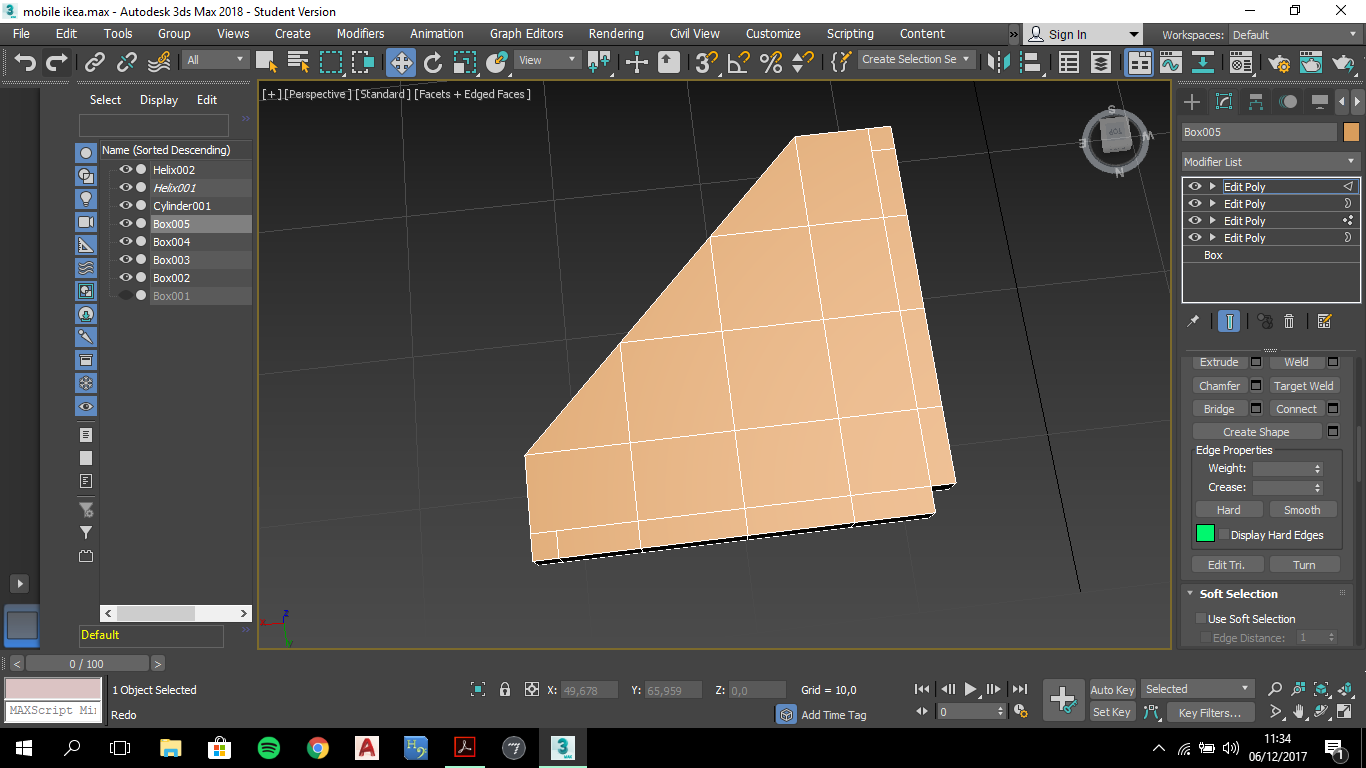 mobile ikea.max - Autodesk 3ds Max 2018 - Student Version
File Edit Tools Group Views Create Modifiers Animation Graph Editors Rendering Civil View Customize Scripting Content » Sign In Workspaces: Default
All View Create Selection Se
Select Display Edit
[+] [Perspective] [Standard] [Facets + Edged Faces]
Name (Sorted Descending)
Helix002
Helix001
Cylinder001
Box005
Box004
Box003
Box002
Box001
S
E TOP W
N
Box005
Modifier List
Edit Poly
Edit Poly
Edit Poly
Edit Poly
Box
Extrude Weld
Chamfer Target Weld
Bridge Connect
Create Shape
Edge Properties
Weight:
Crease:
Hard Smooth
Display Hard Edges
Edit Tri. Turn
Soft Selection
Use Soft Selection
Edge Distance: 1
z
x
y
Default
< 0 / 100 >
1 Object Selected X: 49,678 Y: 65,959 Z: 0,0 Grid = 10,0 Auto Key Selected
MAXScript Mi
Redo Add Time Tag 0 Set Key Key Filters...
11:34
06/12/2017
1